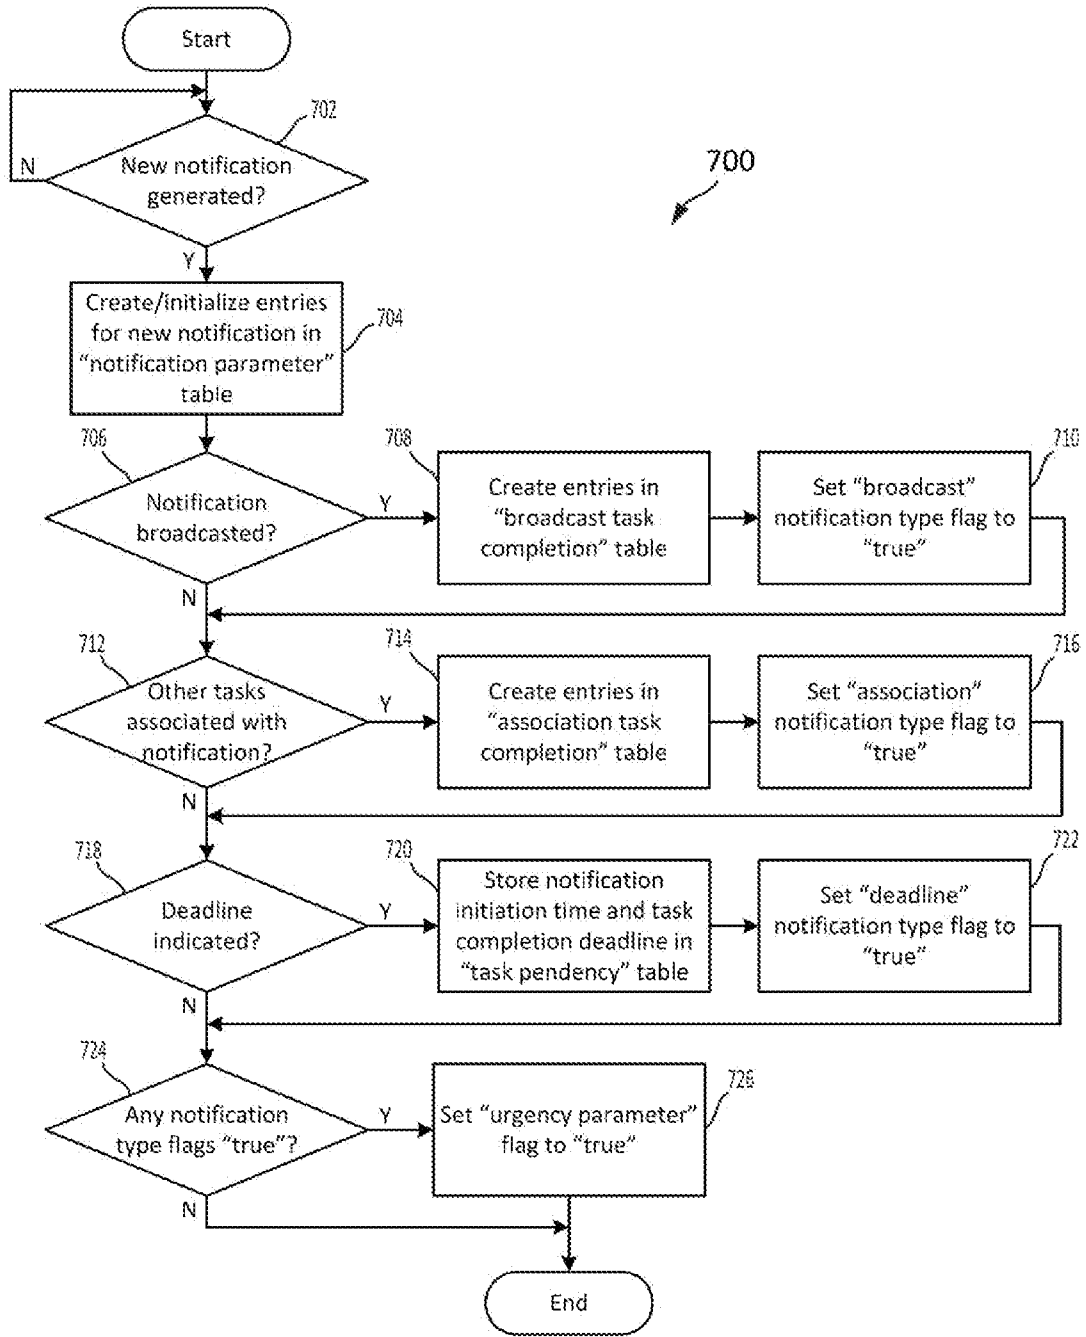 Start
702
N
New notification
generated?
700
Y
Create/initialize entries
for new notification in
“notification parameter”
table
704
706
Notification
broadcasted?
Y
708
Create entries in
“broadcast task
completion” table
710
Set “broadcast”
notification type flag to
“true”
N
712
Other tasks
associated with
notification?
Y
714
Create entries in
“association task
completion” table
716
Set “association”
notification type flag to
“true”
N
718
Deadline
indicated?
Y
720
Store notification
initiation time and task
completion deadline in
“task pendency” table
722
Set “deadline”
notification type flag to
“true”
N
724
Any notification
type flags “true”?
Y
726
Set “urgency parameter”
flag to “true”
N
End